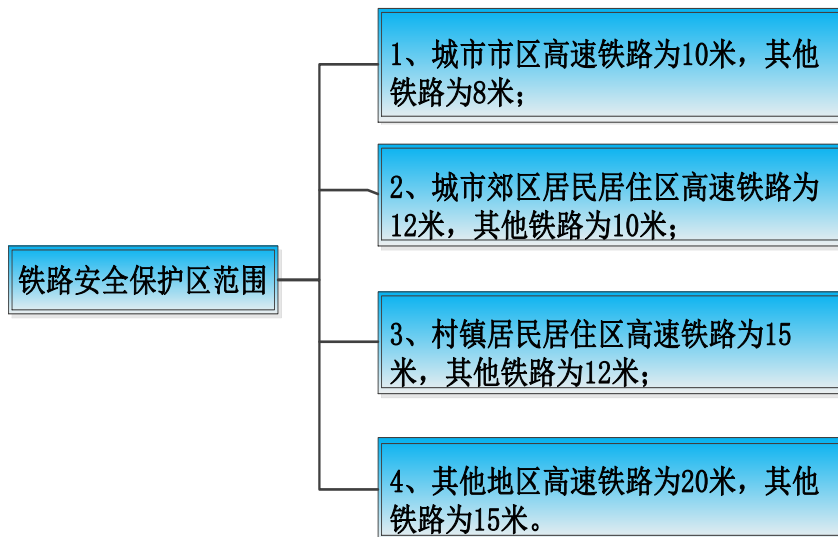 1、城市市区高速铁路为10米，其他
铁路为8米；
2、城市郊区居民居住区高速铁路为
12米，其他铁路为10米；
铁路安全保护区范围
3、村镇居民居住区高速铁路为15
米，其他铁路为12米；
4、其他地区高速铁路为20米，其他
铁路为15米。